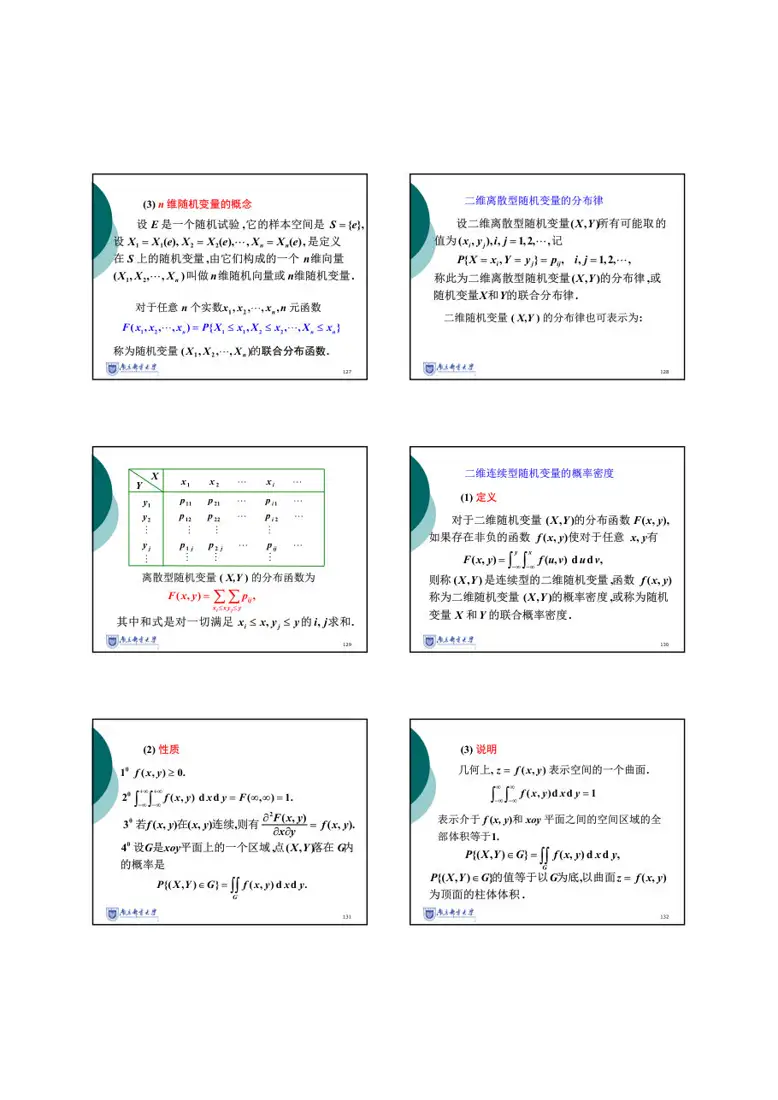 (3) n 维随机变量的概念
设 E 是一个随机试验 ,它的样本空间是 S = {e},
设 X₁ = X₁(e), X₂ = X₂(e),⋯, Xₙ = Xₙ(e), 是定义
在 S 上的随机变量 ,由它们构成的一个 n维向量
(X₁, X₂,⋯, Xₙ) 叫做 n维随机向量或 n维随机变量 .
对于任意 n 个实数x₁, x₂,⋯, xₙ, n 元函数
F(x₁, x₂,⋯, xₙ) = P{X₁ ≤ x₁, X₂ ≤ x₂,⋯, Xₙ ≤ xₙ}
称为随机变量 (X₁, X₂,⋯, Xₙ)的联合分布函数.
127
二维离散型随机变量的分布律
设二维离散型随机变量(X,Y)所有可能取的
值为 (xᵢ, yⱼ), i, j = 1,2,⋯, 记
P{X = xᵢ, Y = yⱼ} = pᵢⱼ, i, j = 1,2,⋯,
称此为二维离散型随机变量(X,Y)的分布律 ,或
随机变量X和Y的联合分布律 .
二维随机变量 ( X,Y ) 的分布律也可表示为:
128
X
Y x₁ x₂ ⋯ xᵢ ⋯
y₁ p₁₁ p₂₁ ⋯ pᵢ₁ ⋯
y₂ p₁₂ p₂₂ ⋯ pᵢ₂ ⋯
⋮ ⋮ ⋮ ⋮
yⱼ p₁ⱼ p₂ⱼ ⋯ pᵢⱼ ⋯
⋮ ⋮ ⋮ ⋮
离散型随机变量 ( X,Y ) 的分布函数为
F(x, y) = ∑_{xᵢ≤x} ∑_{yⱼ≤y} pᵢⱼ,
其中和式是对一切满足 xᵢ ≤ x, yⱼ ≤ y 的 i, j求和.
129
二维连续型随机变量的概率密度
(1) 定义
对于二维随机变量 (X,Y)的分布函数 F(x, y),
如果存在非负的函数 f(x, y)使对于任意 x, y有
F(x, y) = ∫_{−∞}^{y} ∫_{−∞}^{x} f(u,v) d u d v,
则称 (X,Y) 是连续型的二维随机变量 ,函数 f(x, y)
称为二维随机变量 (X,Y)的概率密度 ,或称为随机
变量 X 和 Y 的联合概率密度 .
130
(2) 性质
1⁰ f(x, y) ≥ 0.
2⁰ ∫_{−∞}^{+∞} ∫_{−∞}^{+∞} f(x, y) d x d y = F(∞,∞) = 1.
3⁰ 若f(x, y)在(x, y)连续,则有 ∂²F(x, y)/∂x∂y = f(x, y).
4⁰ 设G是xoy平面上的一个区域 ,点 (X,Y)落在 G内
的概率是
P{(X,Y) ∈ G} = ∬_G f(x, y) d x d y.
131
(3) 说明
几何上, z = f(x, y) 表示空间的一个曲面.
∫_{−∞}^{∞} ∫_{−∞}^{∞} f(x, y) d x d y = 1
表示介于 f (x, y)和 xoy 平面之间的空间区域的全
部体积等于1.
P{(X,Y) ∈ G} = ∬_G f(x, y) d x d y,
P{(X,Y) ∈ G}的值等于以G为底,以曲面z = f(x, y)
为顶面的柱体体积 .
132